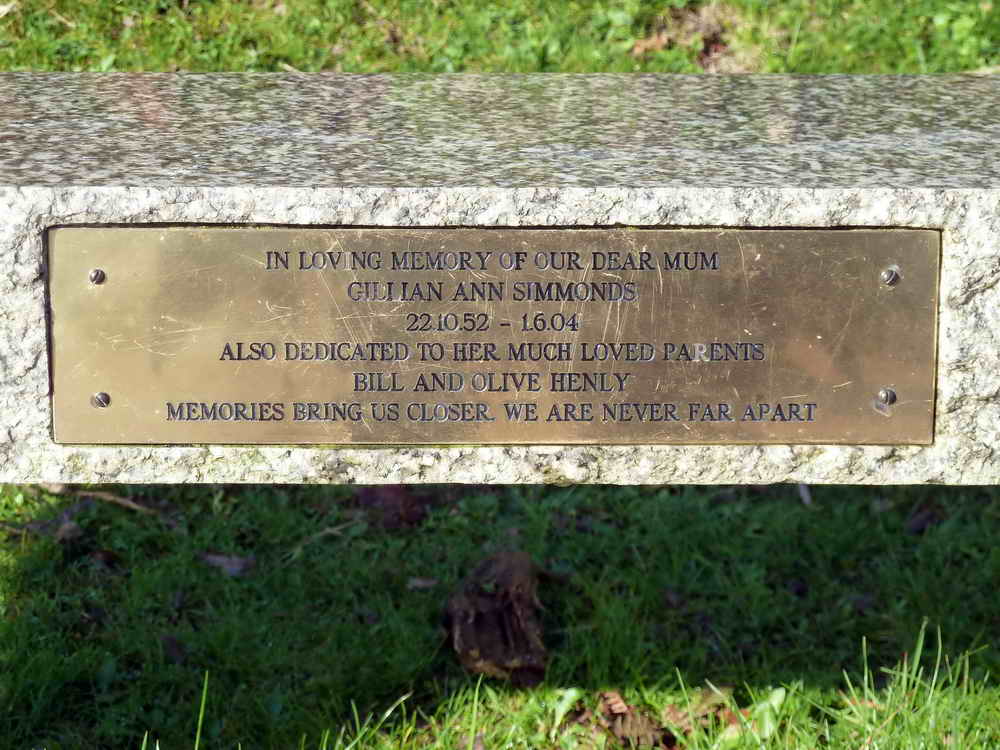 IN LOVING MEMORY OF OUR DEAR MUM
GILLIAN ANN SIMMONDS
22.10.52 - 1.6.04
ALSO DEDICATED TO HER MUCH LOVED PARENTS
BILL AND OLIVE HENLY
MEMORIES BRING US CLOSER. WE ARE NEVER FAR APART